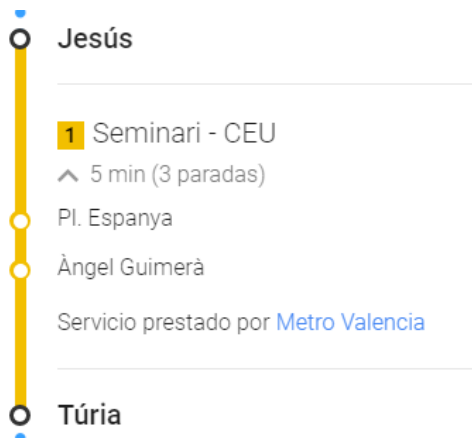 Jesús
1 Seminari - CEU
5 min (3 paradas)
Pl. Espanya
Àngel Guimerà
Servicio prestado por Metro Valencia
Túria